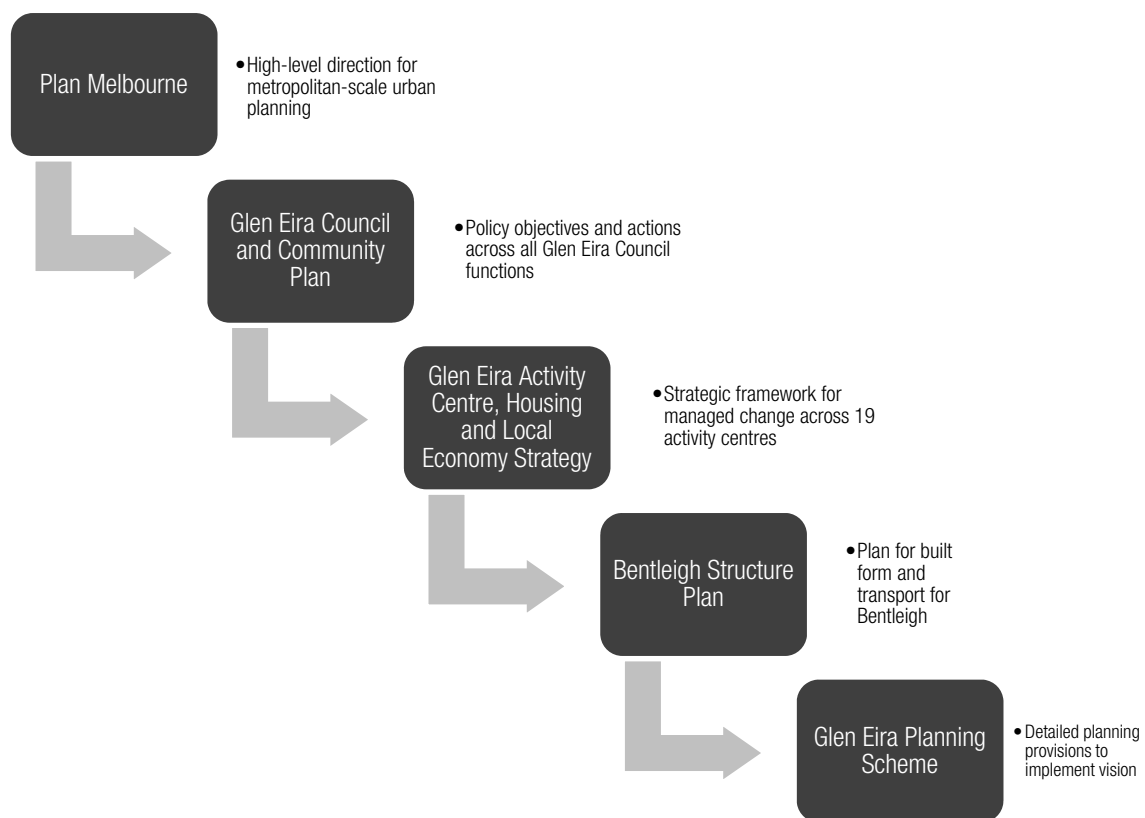 Plan Melbourne
•High-level direction for
metropolitan-scale urban
planning
Glen Eira Council
and Community
Plan
•Policy objectives and actions
across all Glen Eira Council
functions
Glen Eira Activity
Centre, Housing
and Local
Economy Strategy
•Strategic framework for
managed change across 19
activity centres
Bentleigh Structure
Plan
•Plan for built
form and
transport for
Bentleigh
Glen Eira Planning
Scheme
•Detailed planning
provisions to
implement vision